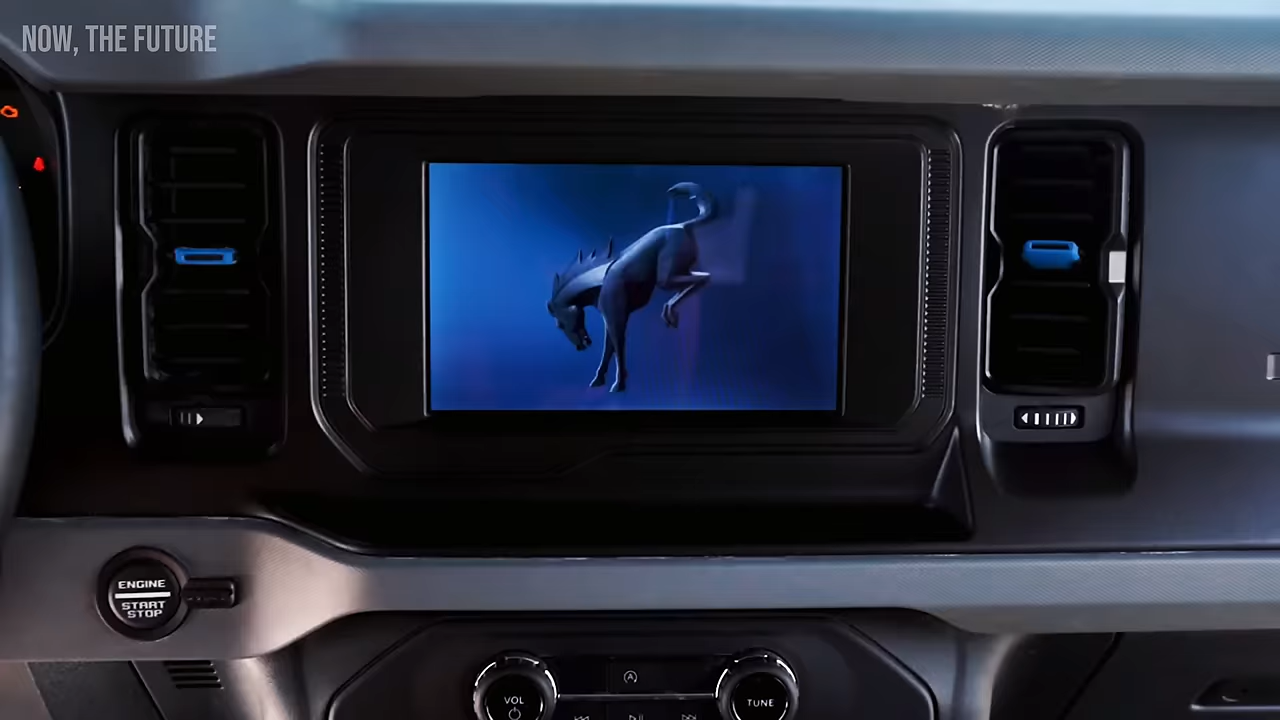 NOW, THE FUTURE
ENGINE
START
STOP
VOL
TUNE